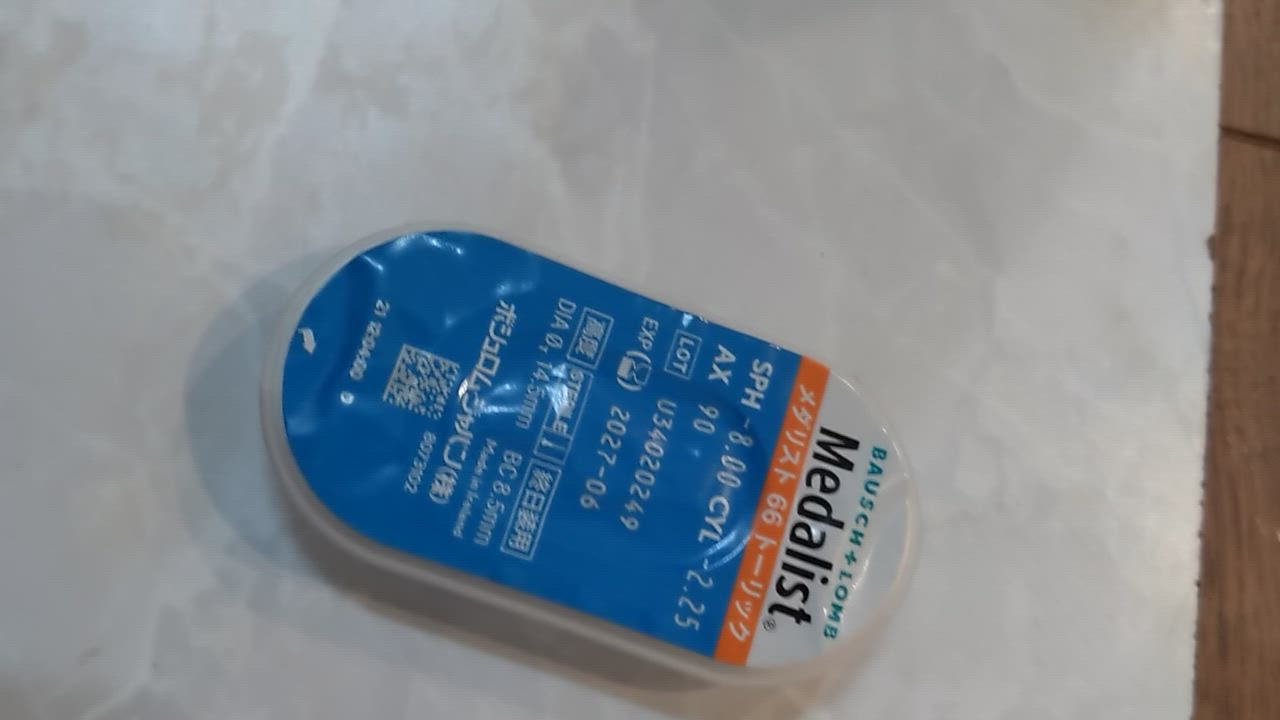 BAUSCH + LOMB
Medalist®
メダリスト 66 トーリック
SPH -8.00 CYL -2.25
AX 90
LOT U34020249
EXP 2027-06
高度 STERILE 終日装用
DIA Ø 14.5mm BC 8.5mm
Made in Ireland
ボシュロム・ジャパン(株)
8073102